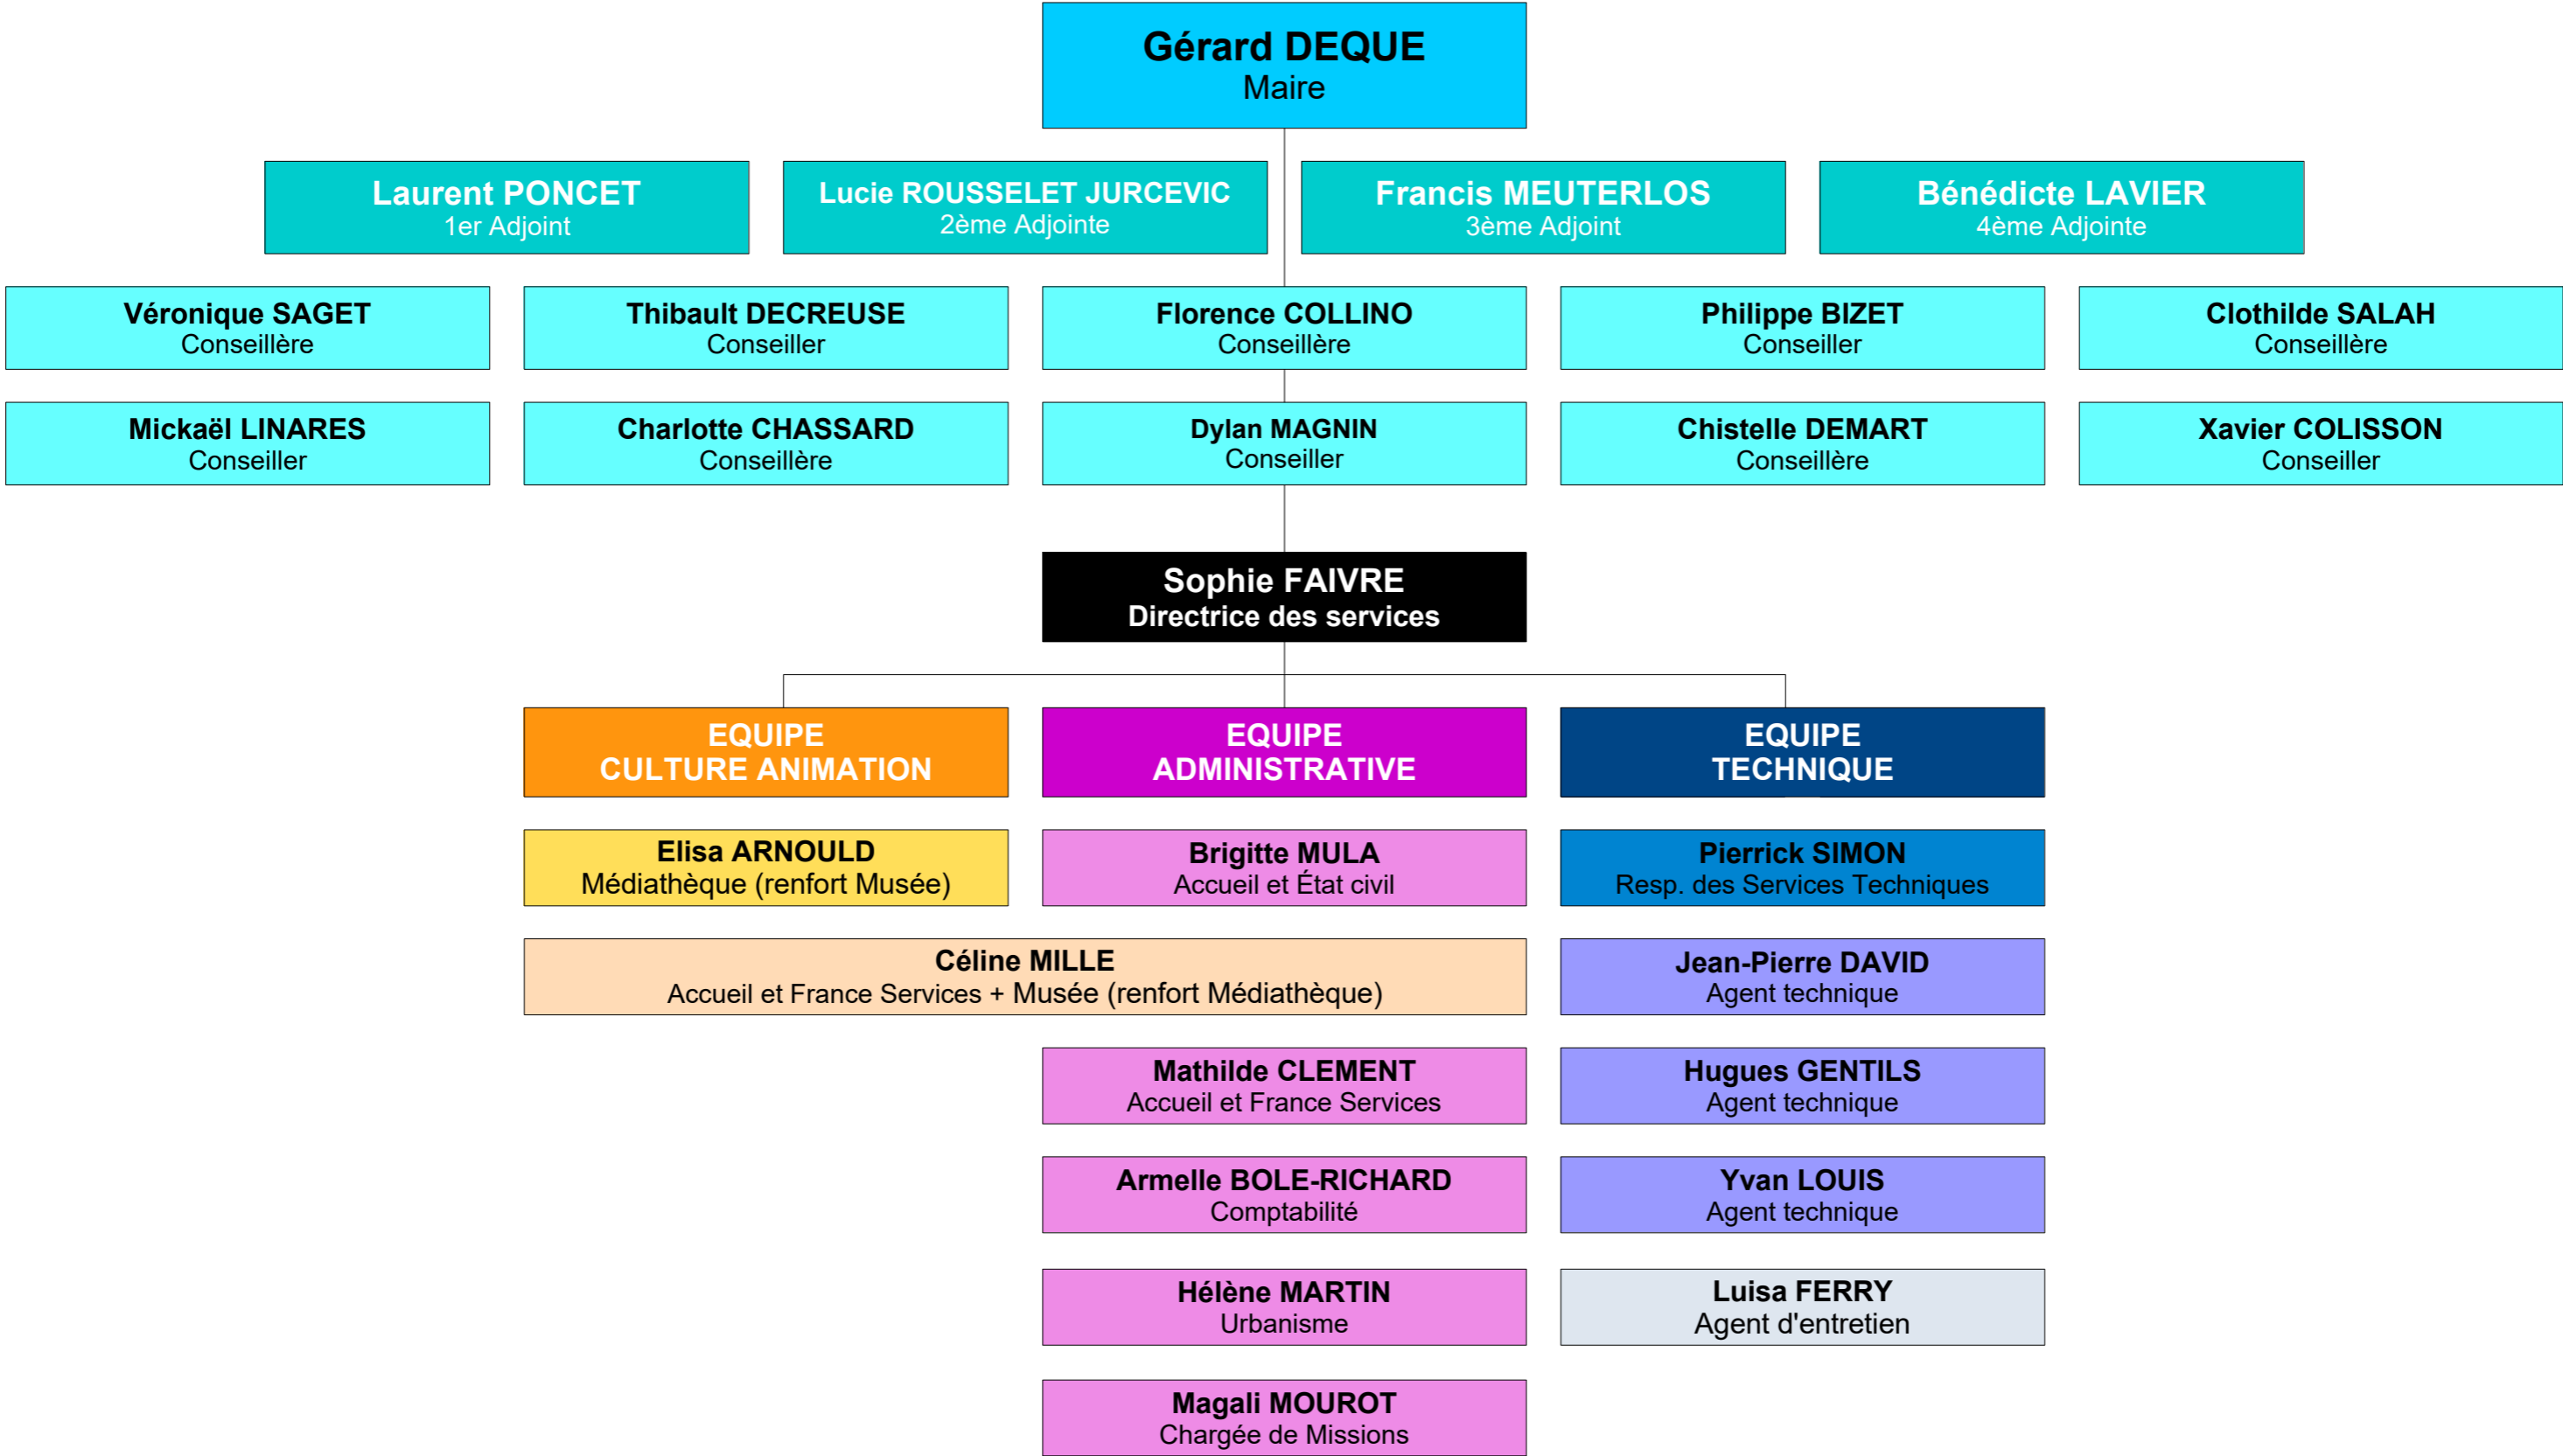 Gérard DEQUE
Maire
Laurent PONCET
1er Adjoint
Lucie ROUSSELET JURCEVIC
2ème Adjointe
Francis MEUTERLOS
3ème Adjoint
Bénédicte LAVIER
4ème Adjointe
Véronique SAGET
Conseillère
Thibault DECREUSE
Conseiller
Florence COLLINO
Conseillère
Philippe BIZET
Conseiller
Clothilde SALAH
Conseillère
Mickaël LINARES
Conseiller
Charlotte CHASSARD
Conseillère
Dylan MAGNIN
Conseiller
Chistelle DEMART
Conseillère
Xavier COLISSON
Conseiller
Sophie FAIVRE
Directrice des services
EQUIPE
CULTURE ANIMATION
EQUIPE
ADMINISTRATIVE
EQUIPE
TECHNIQUE
Elisa ARNOULD
Médiathèque (renfort Musée)
Brigitte MULA
Accueil et État civil
Pierrick SIMON
Resp. des Services Techniques
Céline MILLE
Accueil et France Services + Musée (renfort Médiathèque)
Jean-Pierre DAVID
Agent technique
Mathilde CLEMENT
Accueil et France Services
Hugues GENTILS
Agent technique
Armelle BOLE-RICHARD
Comptabilité
Yvan LOUIS
Agent technique
Hélène MARTIN
Urbanisme
Luisa FERRY
Agent d'entretien
Magali MOUROT
Chargée de Missions